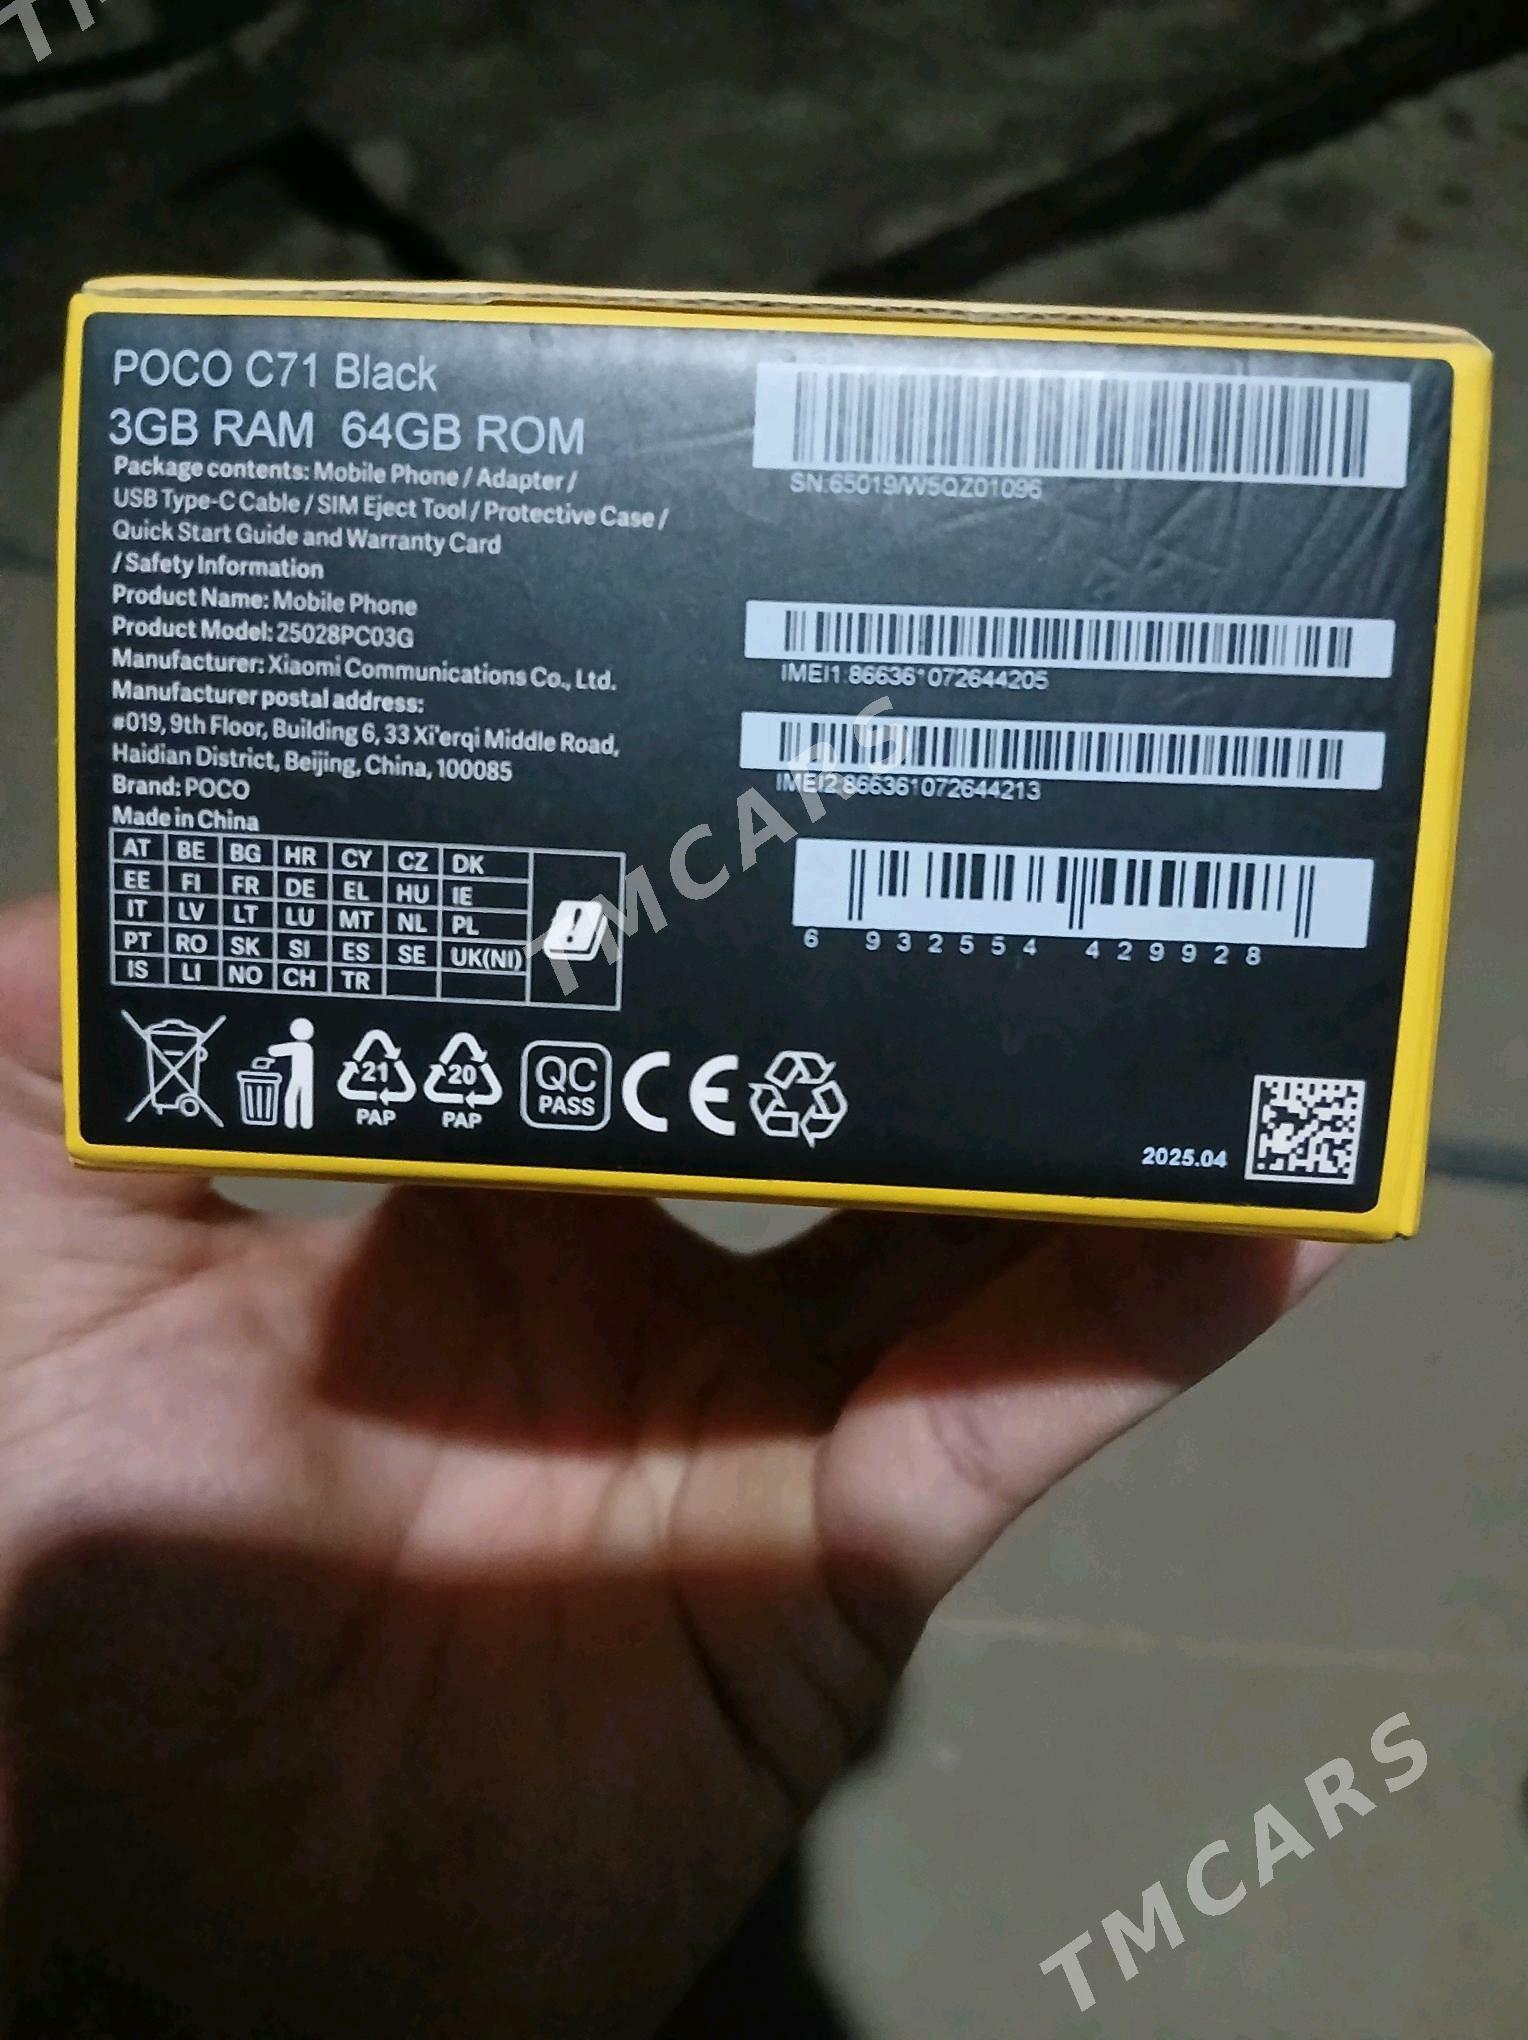 POCO C71 Black
3GB RAM 64GB ROM
Package contents: Mobile Phone / Adapter /
USB Type-C Cable / SIM Eject Tool / Protective Case /
Quick Start Guide and Warranty Card
/ Safety Information
Product Name: Mobile Phone
Product Model: 25028PC03G
Manufacturer: Xiaomi Communications Co., Ltd.
Manufacturer postal address:
#019, 9th Floor, Building 6, 33 Xi'erqi Middle Road,
Haidian District, Beijing, China, 100085
Brand: POCO
Made in China
AT BE BG HR CY CZ DK
EE FI FR DE EL HU IE
IT LV LT LU MT NL PL
PT RO SK SI ES SE UK(NI)
IS LI NO CH TR
21 PAP
20 PAP
QC PASS
CE
SN:65019/W5QZ01096
IMEI1:866361072644205
IMEI2:866361072644213
6 932554 429928
2025.04
TMCARS
TMCARS